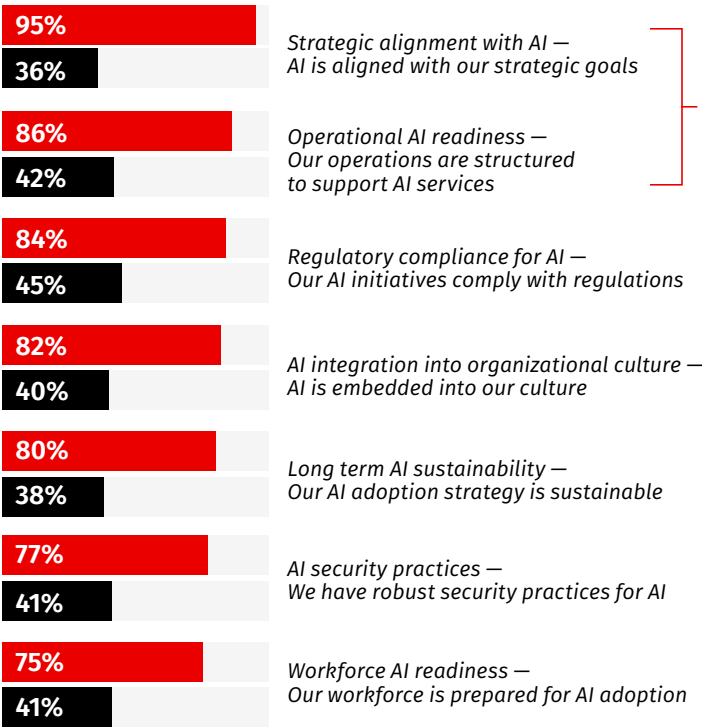 95%
36%
Strategic alignment with AI —
AI is aligned with our strategic goals
86%
42%
Operational AI readiness —
Our operations are structured
to support AI services
84%
45%
Regulatory compliance for AI —
Our AI initiatives comply with regulations
82%
40%
AI integration into organizational culture —
AI is embedded into our culture
80%
38%
Long term AI sustainability —
Our AI adoption strategy is sustainable
77%
41%
AI security practices —
We have robust security practices for AI
75%
41%
Workforce AI readiness —
Our workforce is prepared for AI adoption